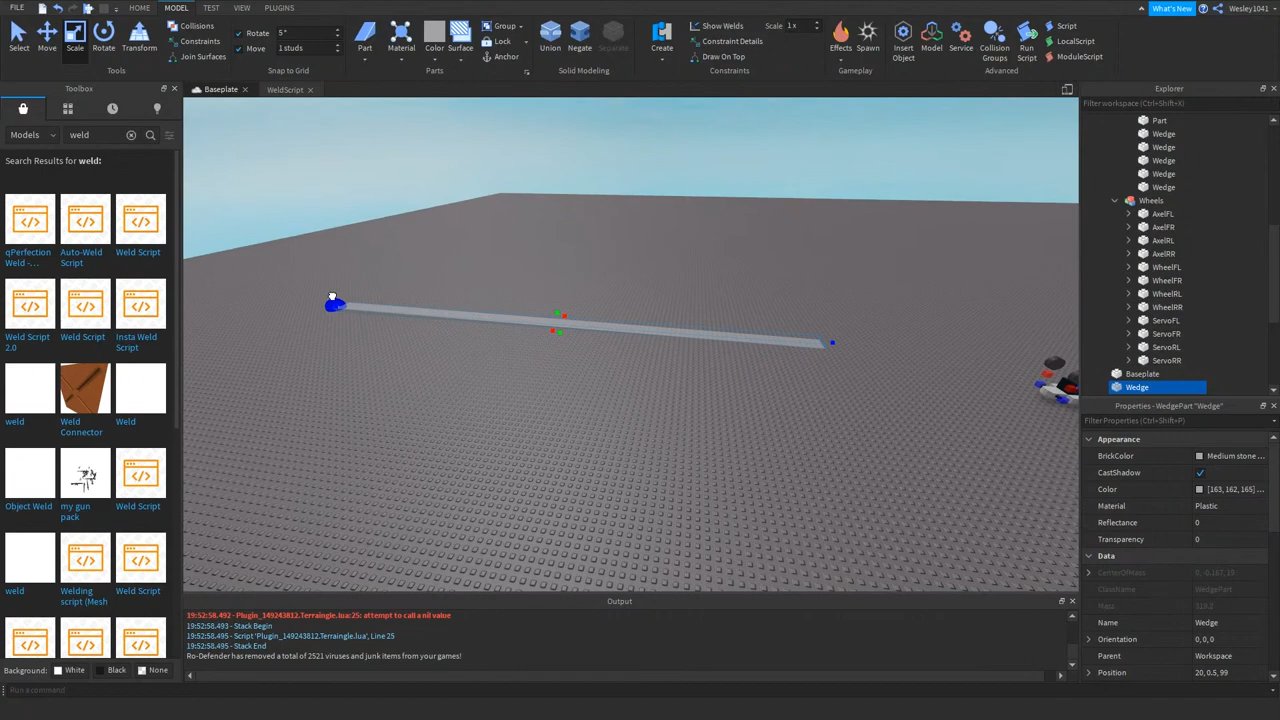 FILE
HOME
MODEL
TEST
VIEW
PLUGINS
What's New
Wesley1041
Select
Move
Scale
Rotate
Transform
Collisions
Constraints
Join Surfaces
Tools
Rotate
5°
Move
1 studs
Snap to Grid
Part
Material
Color
Surface
Group
Lock
Anchor
Parts
Union
Negate
Separate
Solid Modeling
Create
Show Welds
Scale
1x
Constraint Details
Draw On Top
Constraints
Effects
Spawn
Gameplay
Insert
Object
Model
Service
Collision
Groups
Run
Script
Script
LocalScript
ModuleScript
Advanced
Toolbox
Models
weld
Search Results for weld:
qPerfection
Weld -...
Auto-Weld
Script
Weld Script
Weld Script
2.0
Weld Script
Insta Weld
Script
weld
Weld
Connector
Weld
Object Weld
my gun
pack
Weld Script
weld
Welding
script (Mesh
Weld Script
Background:
White
Black
None
Run a command
Baseplate
WeldScript
Output
19:52:58.492 - Plugin_149243812.Terraingle.lua:25: attempt to call a nil value
19:52:58.493 - Stack Begin
19:52:58.495 - Script 'Plugin_149243812.Terraingle.lua', Line 25
19:52:58.495 - Stack End
Ro-Defender has removed a total of 2521 viruses and junk items from your games!
Explorer
Filter workspace (Ctrl+Shift+X)
Part
Wedge
Wedge
Wedge
Wedge
Wedge
Wheels
AxelFL
AxelFR
AxelRL
AxelRR
WheelFL
WheelFR
WheelRL
WheelRR
ServoFL
ServoFR
ServoRL
ServoRR
Baseplate
Wedge
Properties - WedgePart "Wedge"
Filter Properties (Ctrl+Shift+P)
Appearance
BrickColor
Medium stone ...
CastShadow
Color
[163, 162, 165] ...
Material
Plastic
Reflectance
0
Transparency
0
Data
CenterOfMass
0, -0.167, 19
ClassName
WedgePart
Mass
Name
Wedge
Orientation
0, 0, 0
Parent
Workspace
Position
20, 0.5, 99